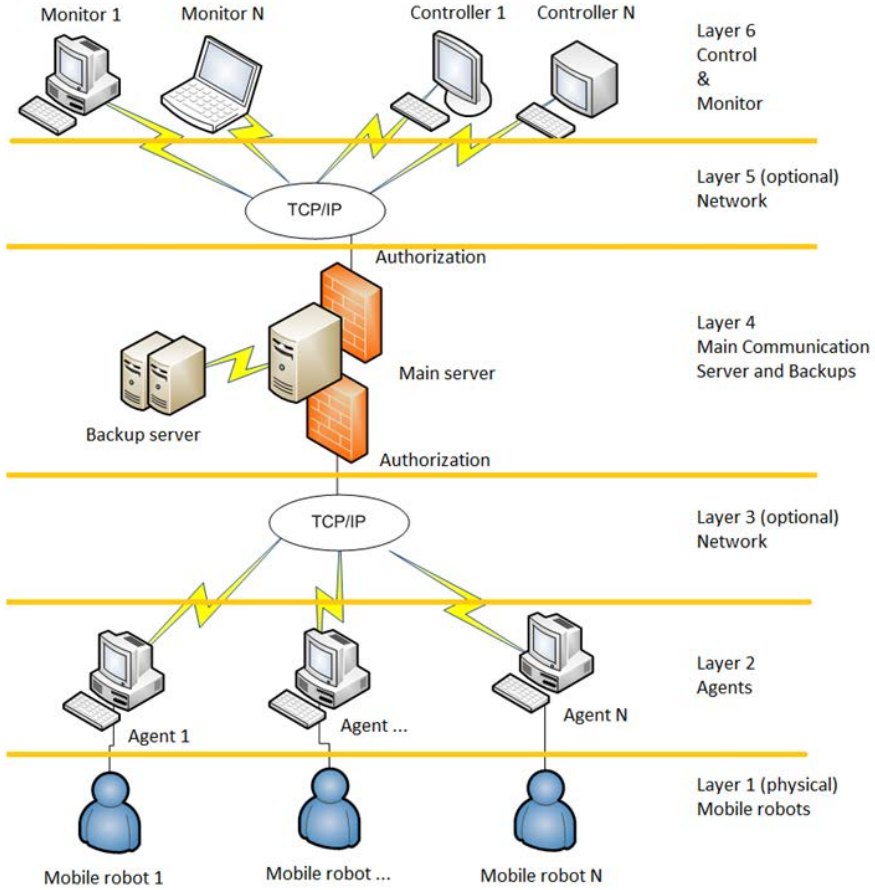 Monitor 1
Monitor N
Controller 1
Controller N
Layer 6
Control
&
Monitor
TCP/IP
Layer 5 (optional)
Network
Authorization
Main server
Backup server
Authorization
Layer 4
Main Communication
Server and Backups
TCP/IP
Layer 3 (optional)
Network
Agent 1
Agent ...
Agent N
Layer 2
Agents
Mobile robot 1
Mobile robot ...
Mobile robot N
Layer 1 (physical)
Mobile robots